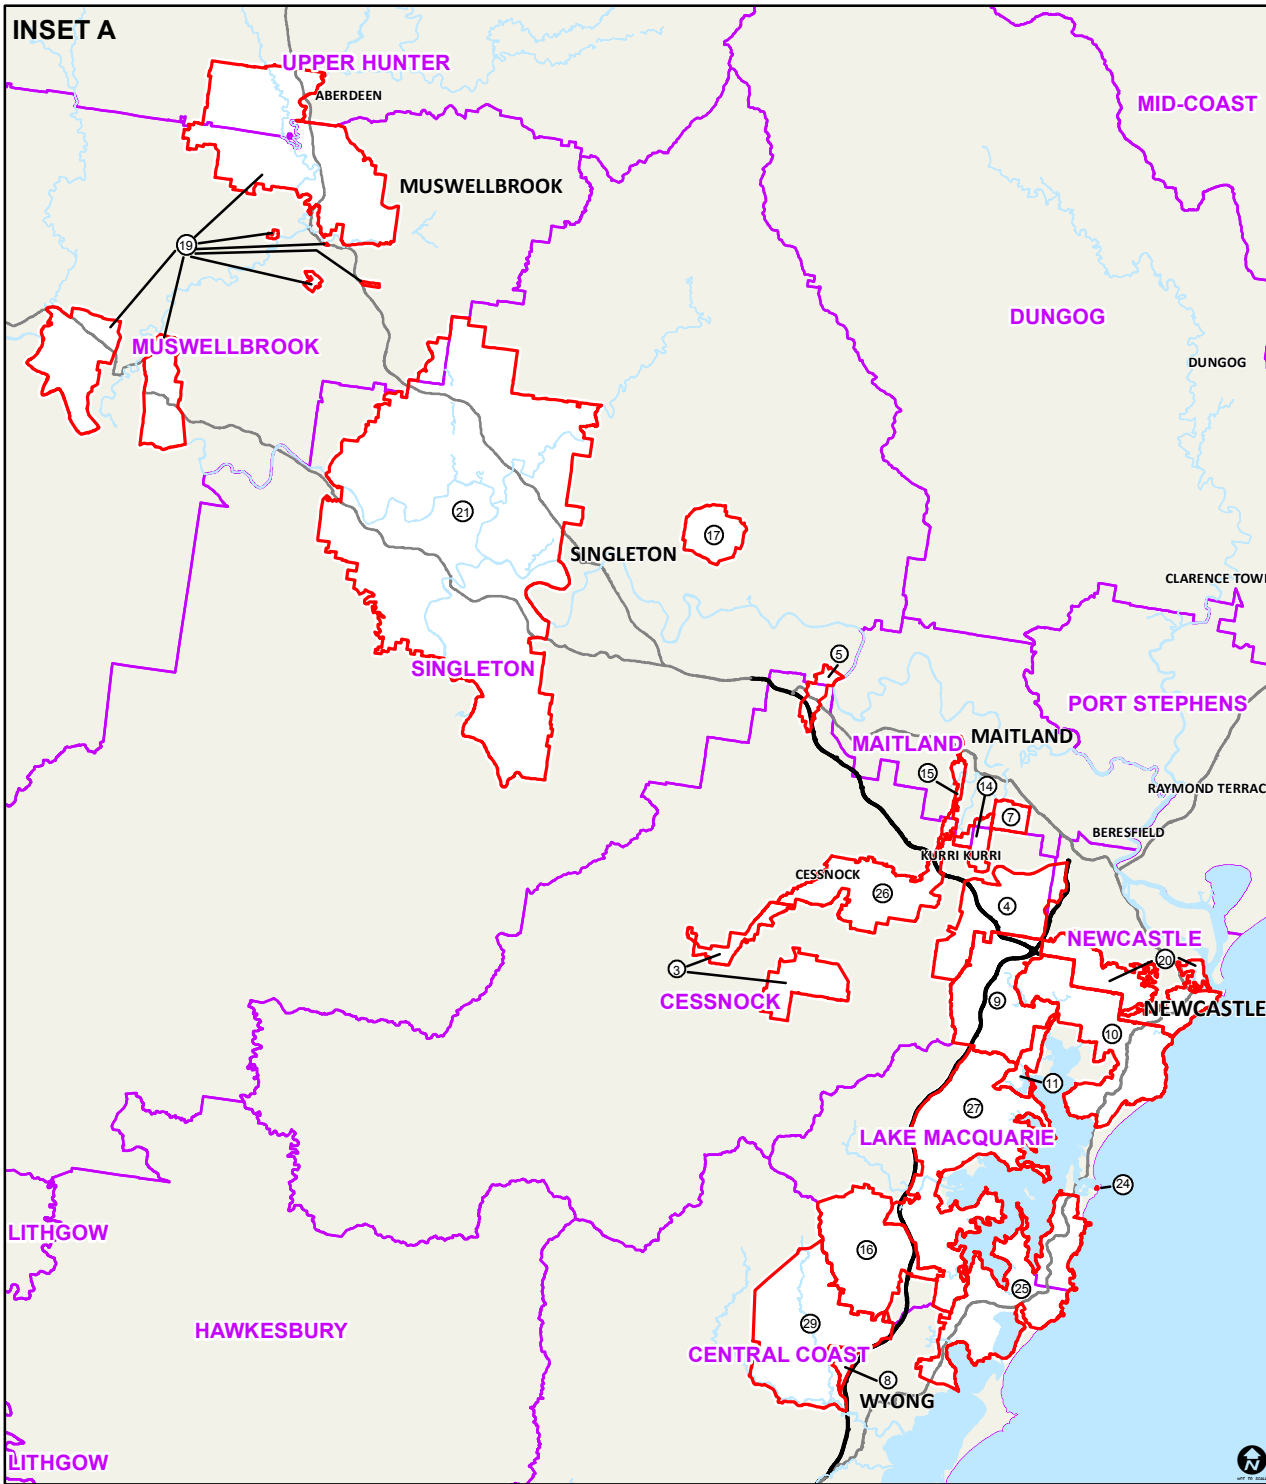 INSET A
UPPER HUNTER
ABERDEEN
MID-COAST
MUSWELLBROOK
19
DUNGOG
MUSWELLBROOK
DUNGOG
21
17
SINGLETON
CLARENCE TOWN
5
SINGLETON
PORT STEPHENS
MAITLAND
MAITLAND
15
14
RAYMOND TERRAC
7
BERESFIELD
KURRI KURRI
CESSNOCK
26
4
NEWCASTLE
20
3
CESSNOCK
9
NEWCASTLE
10
11
27
LAKE MACQUARIE
24
LITHGOW
16
25
29
HAWKESBURY
CENTRAL COAST
8
WYONG
LITHGOW
N